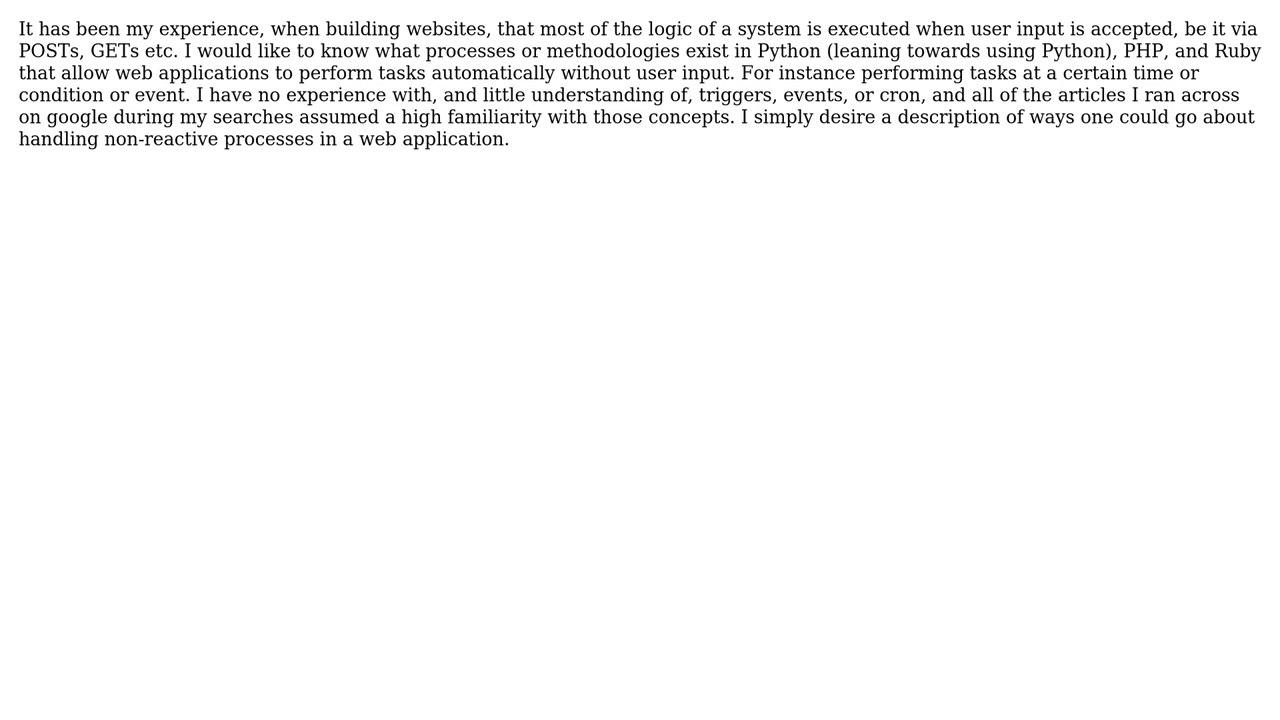 It has been my experience, when building websites, that most of the logic of a system is executed when user input is accepted, be it via
POSTs, GETs etc. I would like to know what processes or methodologies exist in Python (leaning towards using Python), PHP, and Ruby
that allow web applications to perform tasks automatically without user input. For instance performing tasks at a certain time or
condition or event. I have no experience with, and little understanding of, triggers, events, or cron, and all of the articles I ran across
on google during my searches assumed a high familiarity with those concepts. I simply desire a description of ways one could go about
handling non-reactive processes in a web application.